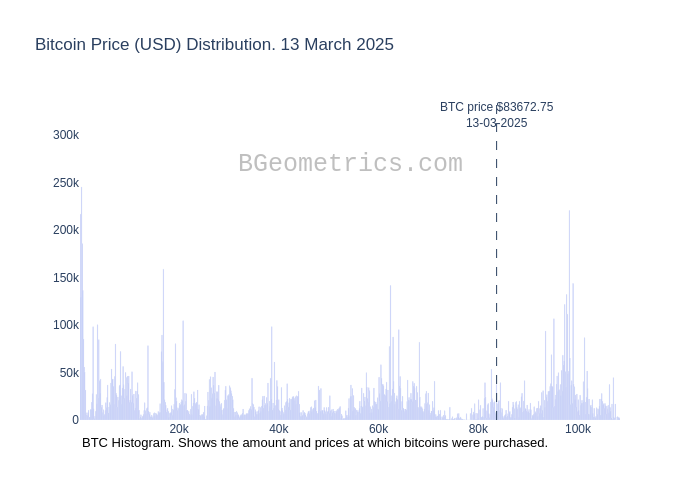 Bitcoin Price (USD) Distribution. 13 March 2025
BTC price $83672.75
13-03-2025
300k
BGeometrics.com
250k
200k
150k
100k
50k
0
20k 40k 60k 80k 100k
BTC Histogram. Shows the amount and prices at which bitcoins were purchased.